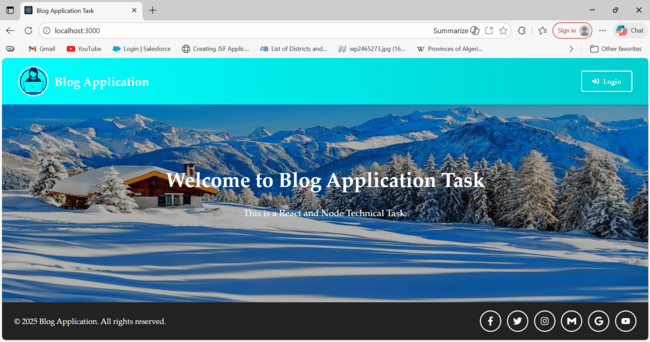 Blog Application Task
localhost:3000
Summarize
Sign in
Chat
Gmail
YouTube
Login | Salesforce
Creating JSF Applic...
List of Districts and...
wp2465273.jpg (16...
Provinces of Algeri...
Other favorites
Blog Application
Login
Welcome to Blog Application Task
This is a React and Node Technical Task.
© 2025 Blog Application. All rights reserved.